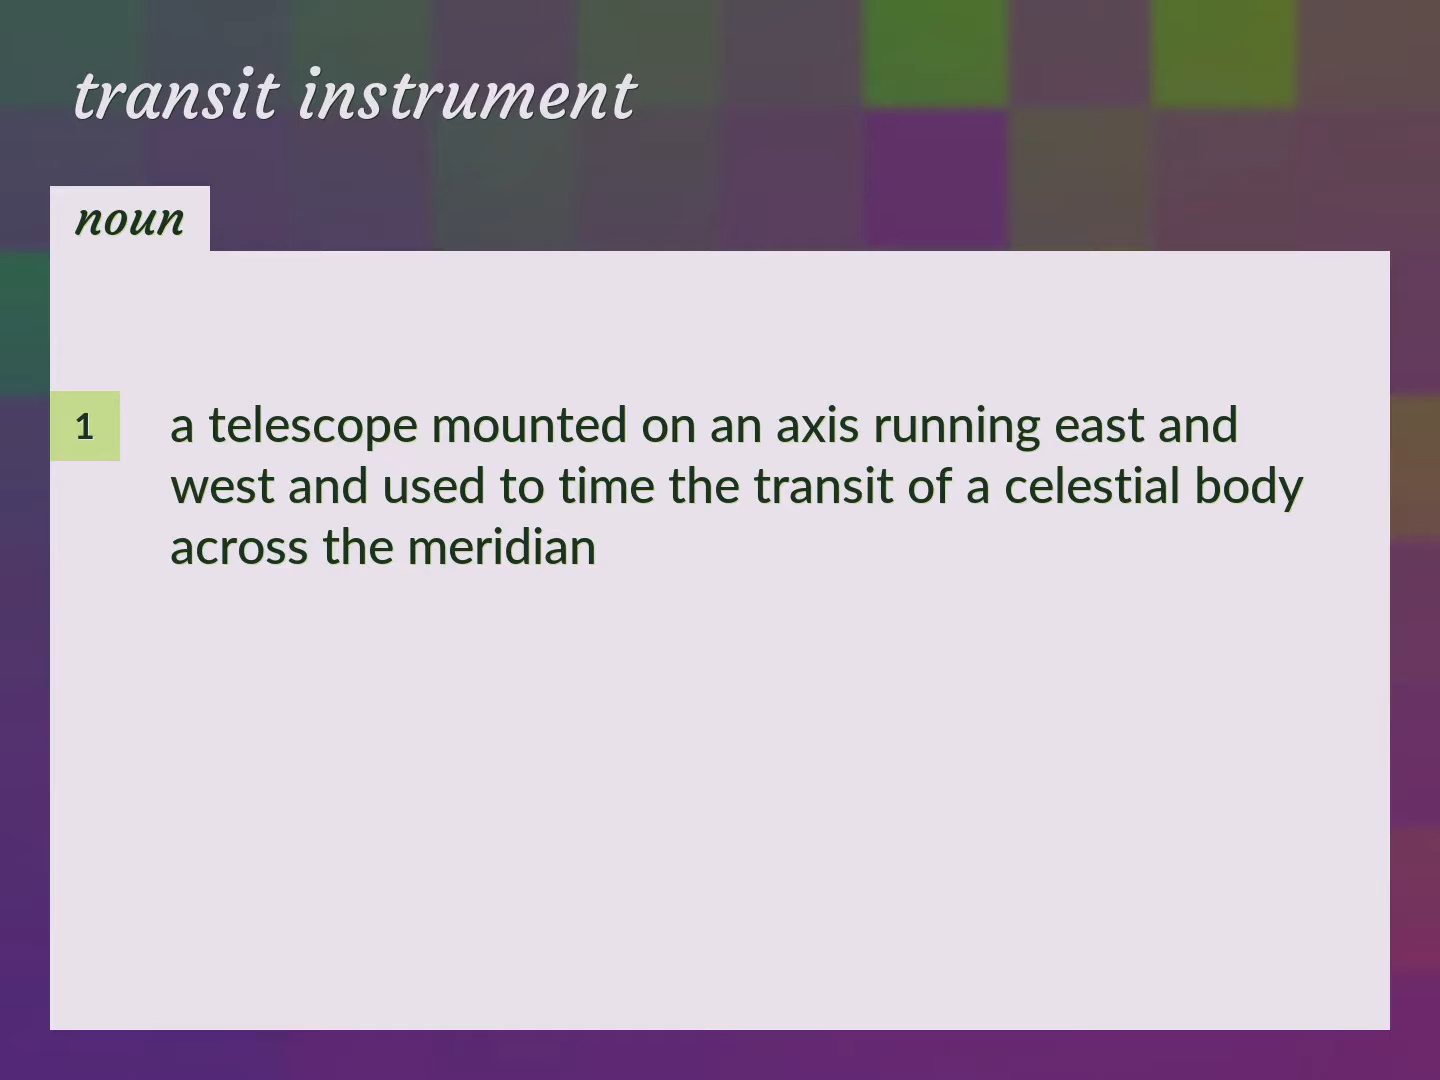 transit instrument
noun
1
a telescope mounted on an axis running east and
west and used to time the transit of a celestial body
across the meridian